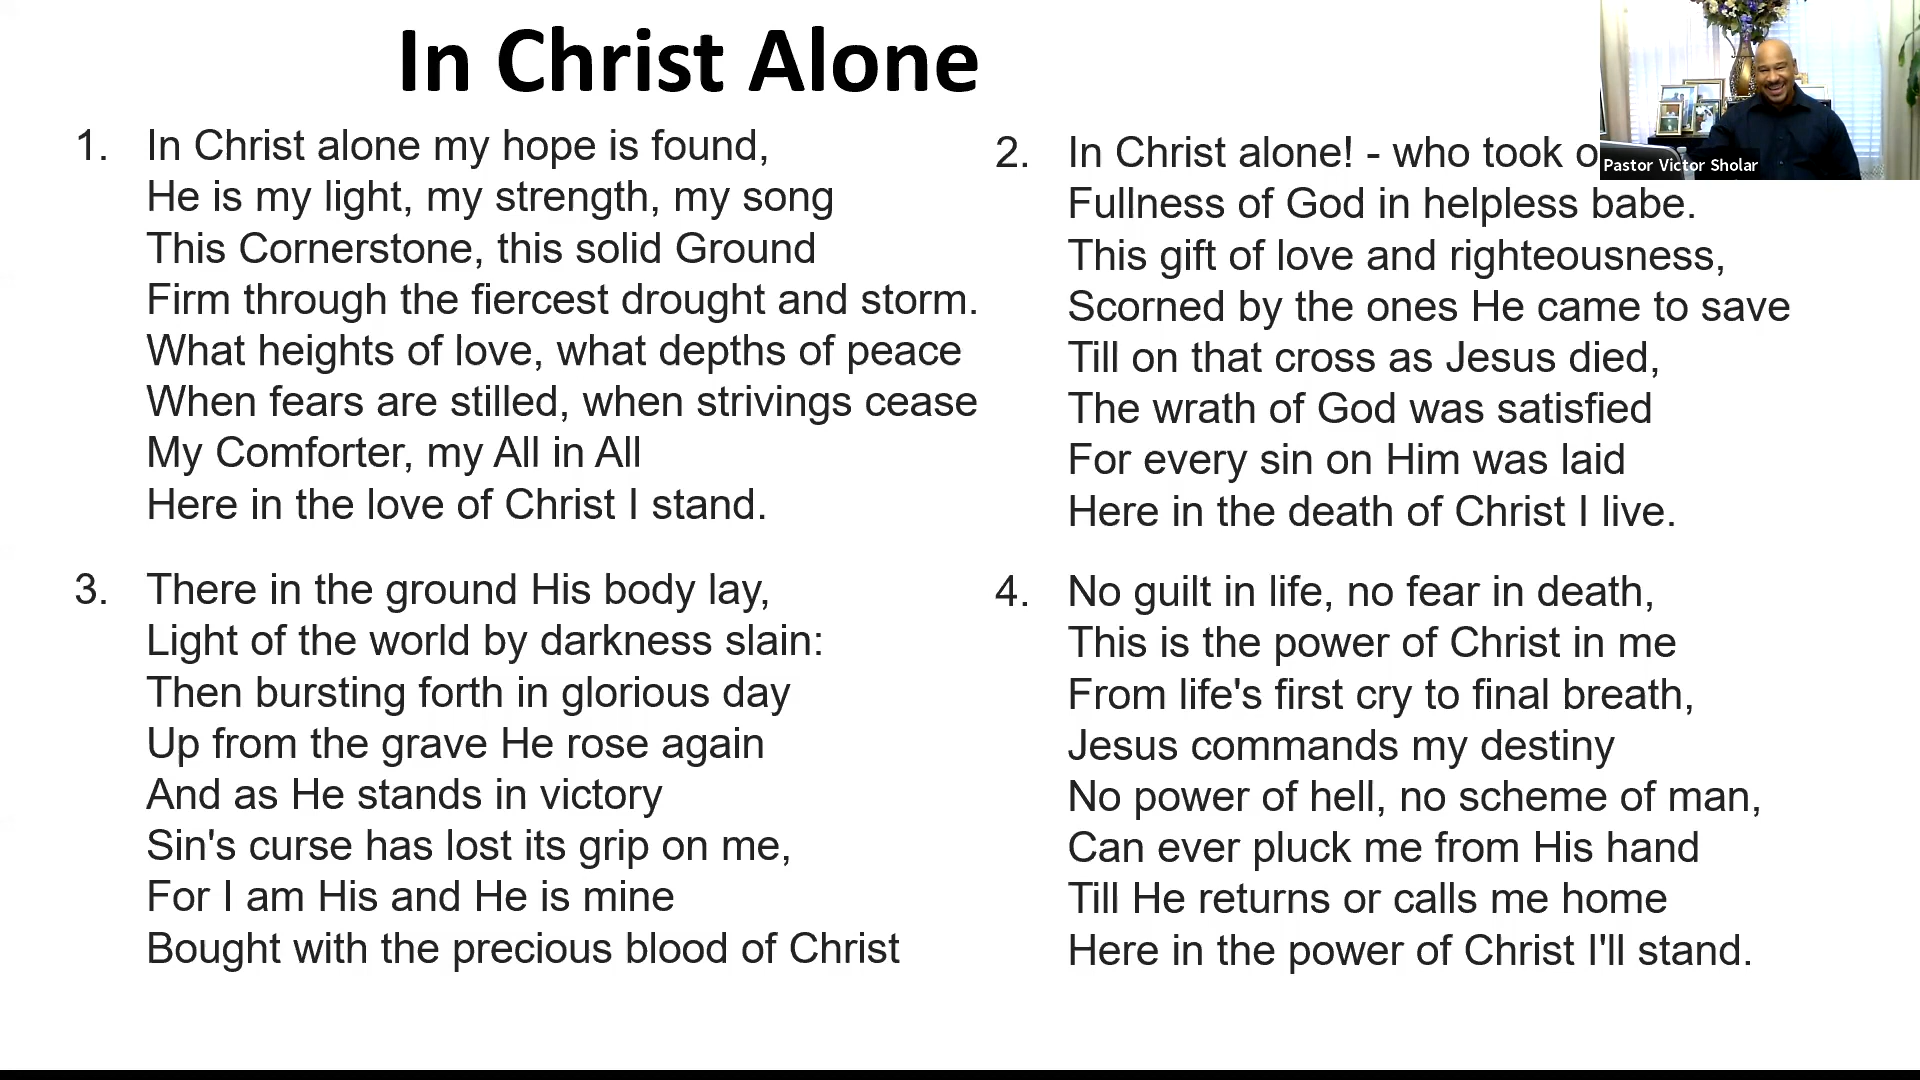 In Christ Alone
1. In Christ alone my hope is found,
He is my light, my strength, my song
This Cornerstone, this solid Ground
Firm through the fiercest drought and storm.
What heights of love, what depths of peace
When fears are stilled, when strivings cease
My Comforter, my All in All
Here in the love of Christ I stand.
2. In Christ alone! - who took
Fullness of God in helpless babe.
This gift of love and righteousness,
Scorned by the ones He came to save
Till on that cross as Jesus died,
The wrath of God was satisfied
For every sin on Him was laid
Here in the death of Christ I live.
3. There in the ground His body lay,
Light of the world by darkness slain:
Then bursting forth in glorious day
Up from the grave He rose again
And as He stands in victory
Sin's curse has lost its grip on me,
For I am His and He is mine
Bought with the precious blood of Christ
4. No guilt in life, no fear in death,
This is the power of Christ in me
From life's first cry to final breath,
Jesus commands my destiny
No power of hell, no scheme of man,
Can ever pluck me from His hand
Till He returns or calls me home
Here in the power of Christ I'll stand.
Pastor Victor Sholar